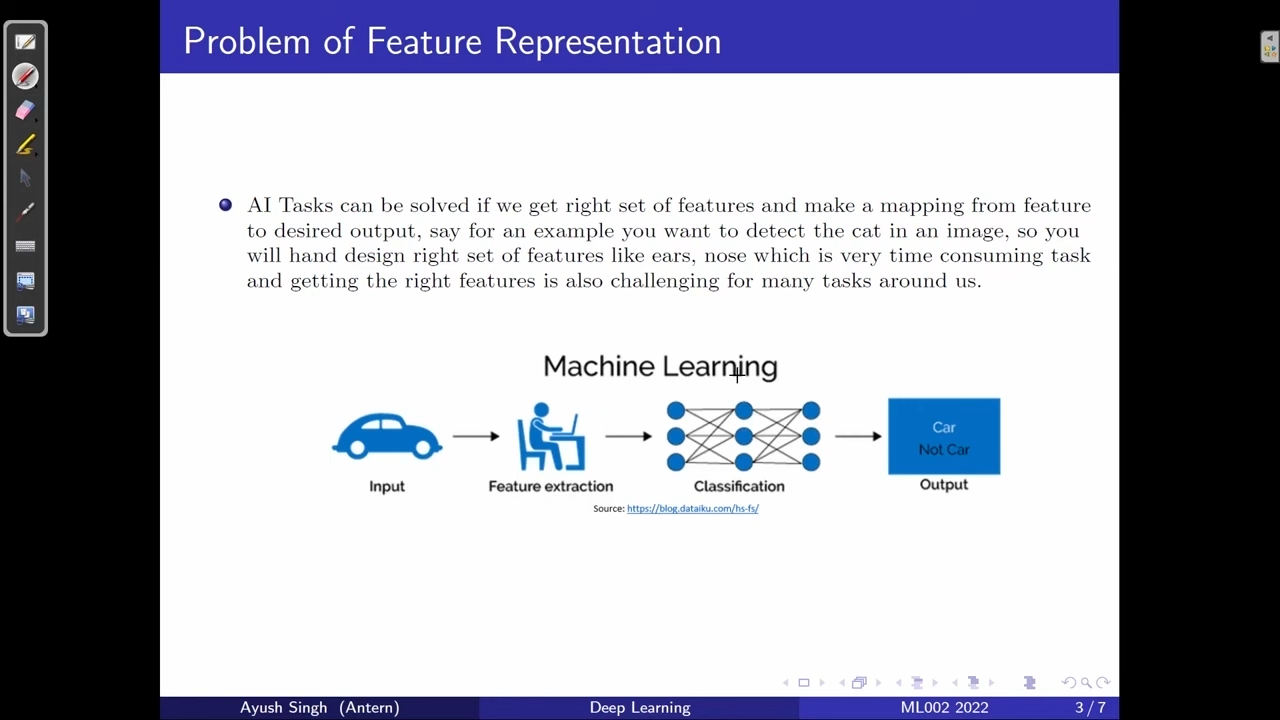 Problem of Feature Representation
AI Tasks can be solved if we get right set of features and make a mapping from feature
to desired output, say for an example you want to detect the cat in an image, so you
will hand design right set of features like ears, nose which is very time consuming task
and getting the right features is also challenging for many tasks around us.
Machine Learning
Car
Not Car
Input
Feature extraction
Classification
Output
Source: https://blog.dataiku.com/hs-fs/
Ayush Singh (Antern)
Deep Learning
ML002 2022
3 / 7